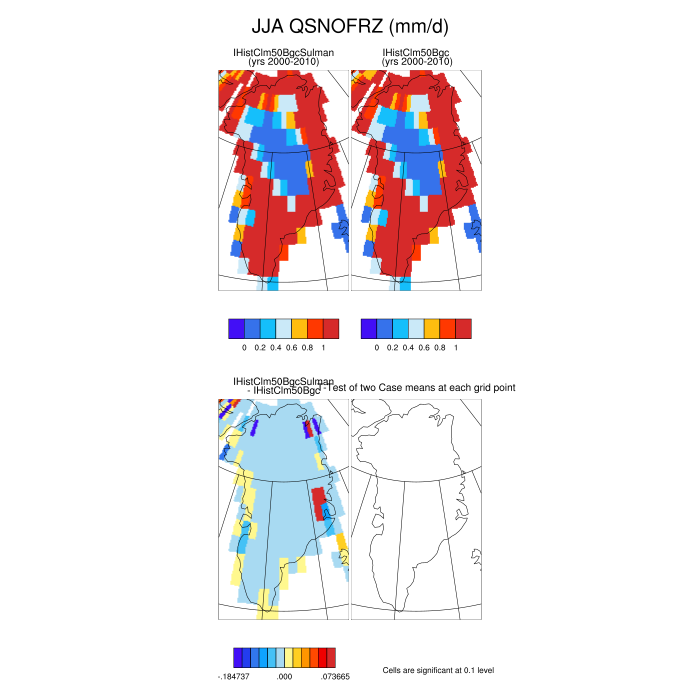 JJA QSNOFRZ (mm/d)
IHistClm50BgcSulman
(yrs 2000-2010)
IHistClm50Bgc
(yrs 2000-2010)
0 0.2 0.4 0.6 0.8 1
0 0.2 0.4 0.6 0.8 1
IHistClm50BgcSulman
- IHistClm50Bgc
T-Test of two Case means at each grid point
-.184737 .000 .073665
Cells are significant at 0.1 level